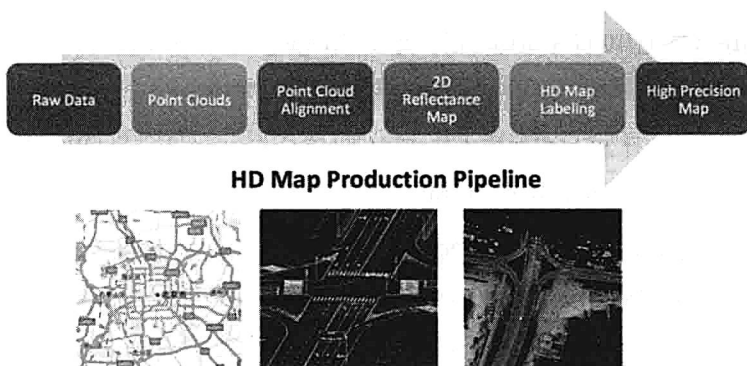 Raw Data
Point Clouds
Point Cloud
Alignment
2D
Reflectance
Map
HD Map
Labeling
High Precision
Map
HD Map Production Pipeline